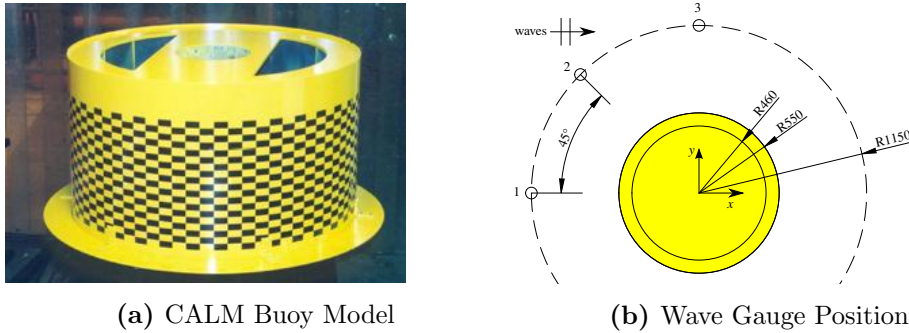 waves
1
2
3
45°
y
x
R460
R550
R1150
(a) CALM Buoy Model
(b) Wave Gauge Position